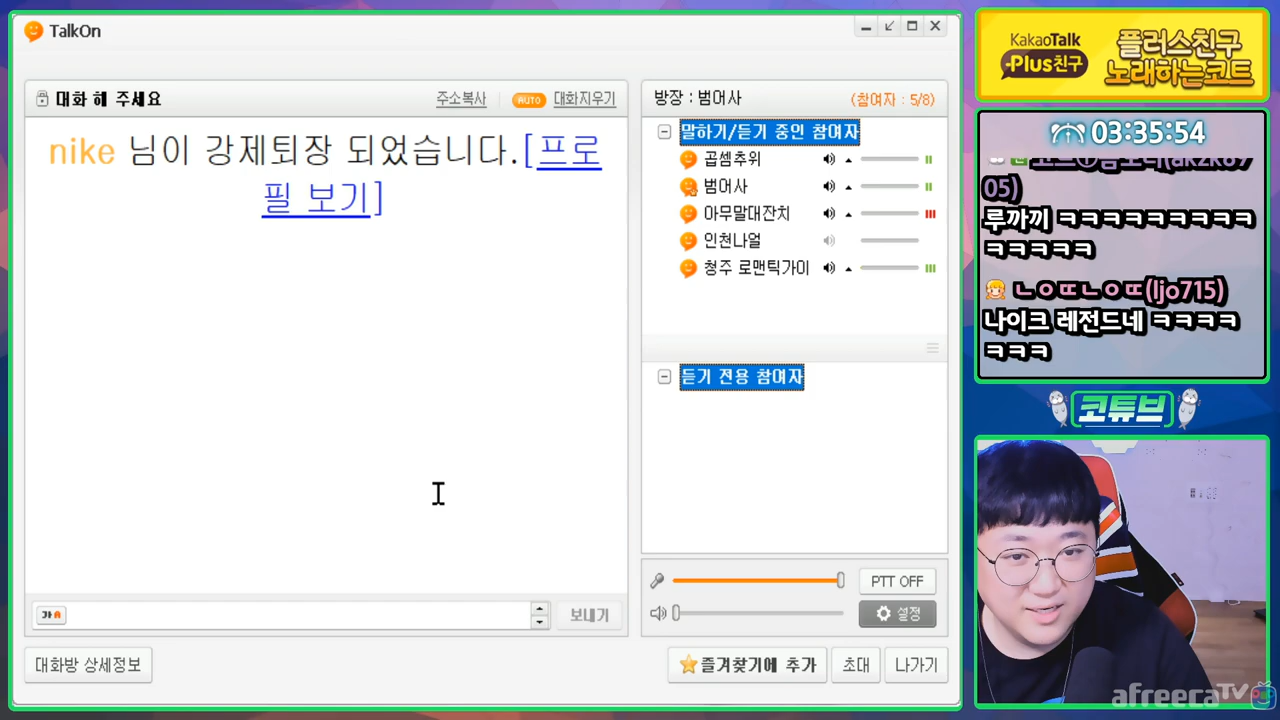 TalkOn
대화 해 주세요
주소복사
AUTO
대화지우기
nike 님이 강제퇴장 되었습니다.[프로
필 보기]
가
보내기
대화방 상세정보
방장 : 범어사
(참여자 : 5/8)
말하기/듣기 중인 참여자
곱셈추위
범어사
아무말대잔치
인천나얼
청주 로맨틱가이
듣기 전용 참여자
PTT OFF
설정
즐겨찾기에 추가
초대
나가기
KakaoTalk
Plus친구
플러스친구
노래하는코트
03:35:54
05)
루까끼 ㅋㅋㅋㅋㅋㅋㅋㅋㅋ
ㅋㅋㅋㅋㅋ
ㄴㅇㄸㄴㅇㄸ(ljo715)
나이크 레전드네 ㅋㅋㅋㅋ
ㅋㅋㅋ
코튜브
afreecaTV